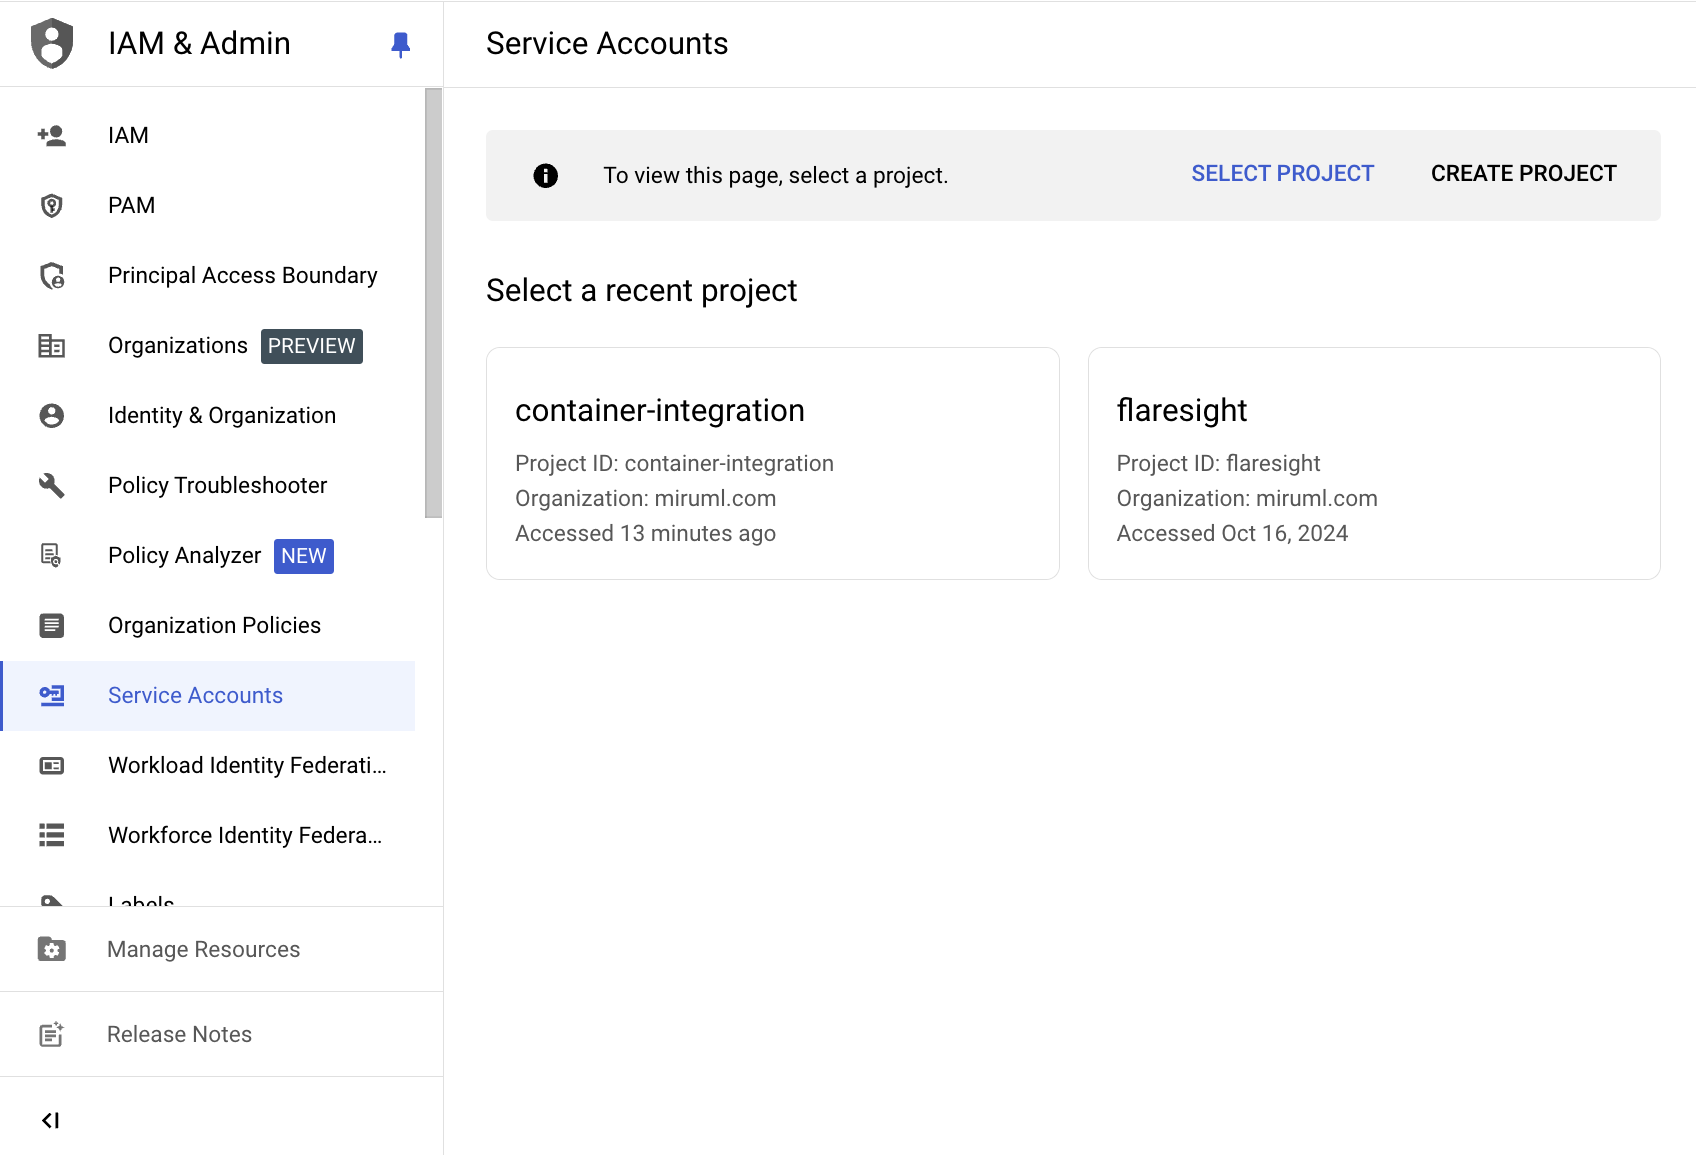 IAM & Admin
IAM
PAM
Principal Access Boundary
Organizations PREVIEW
Identity & Organization
Policy Troubleshooter
Policy Analyzer NEW
Organization Policies
Service Accounts
Workload Identity Federati...
Workforce Identity Federa...
Labels
Manage Resources
Release Notes
Service Accounts
To view this page, select a project. SELECT PROJECT CREATE PROJECT
Select a recent project
container-integration
Project ID: container-integration
Organization: miruml.com
Accessed 13 minutes ago
flaresight
Project ID: flaresight
Organization: miruml.com
Accessed Oct 16, 2024